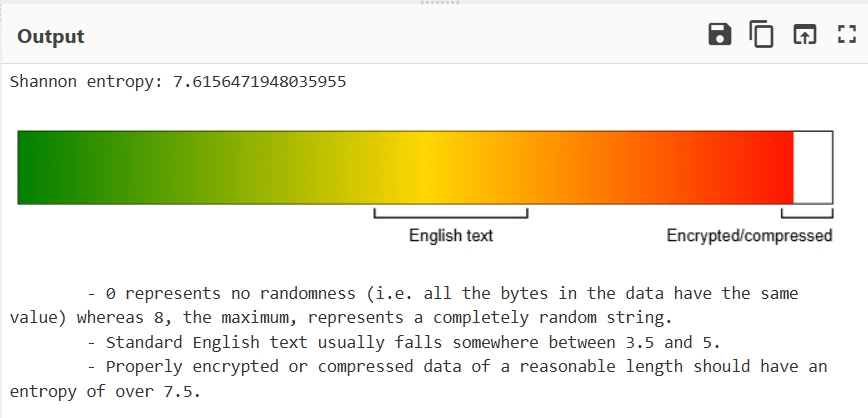 Output
Shannon entropy: 7.6156471948035955
English text
Encrypted/compressed
- 0 represents no randomness (i.e. all the bytes in the data have the same
value) whereas 8, the maximum, represents a completely random string.
- Standard English text usually falls somewhere between 3.5 and 5.
- Properly encrypted or compressed data of a reasonable length should have an
entropy of over 7.5.